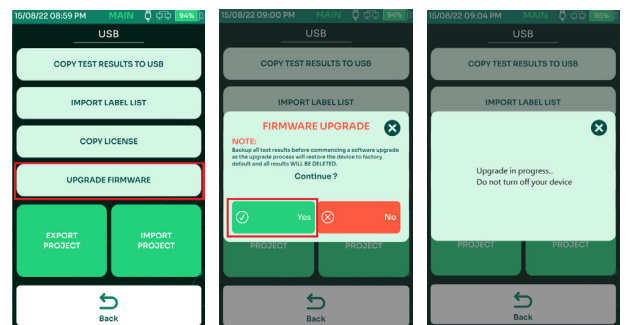 15/08/22 08:59 PM MAIN 94%
USB
COPY TEST RESULTS TO USB
IMPORT LABEL LIST
COPY LICENSE
UPGRADE FIRMWARE
EXPORT
PROJECT
IMPORT
PROJECT
Back
15/08/22 09:00 PM MAIN 94%
USB
COPY TEST RESULTS TO USB
IMPORT LABEL LIST
FIRMWARE UPGRADE
NOTE:
Backup all test results before commencing a software upgrade
as the upgrade process will restore the device to factory
default and all results WILL BE DELETED.
Continue ?
Yes
No
PROJECT
PROJECT
Back
15/08/22 09:04 PM MAIN 95%
USB
COPY TEST RESULTS TO USB
IMPORT LABEL LIST
Upgrade in progress..
Do not turn off your device
PROJECT
PROJECT
Back